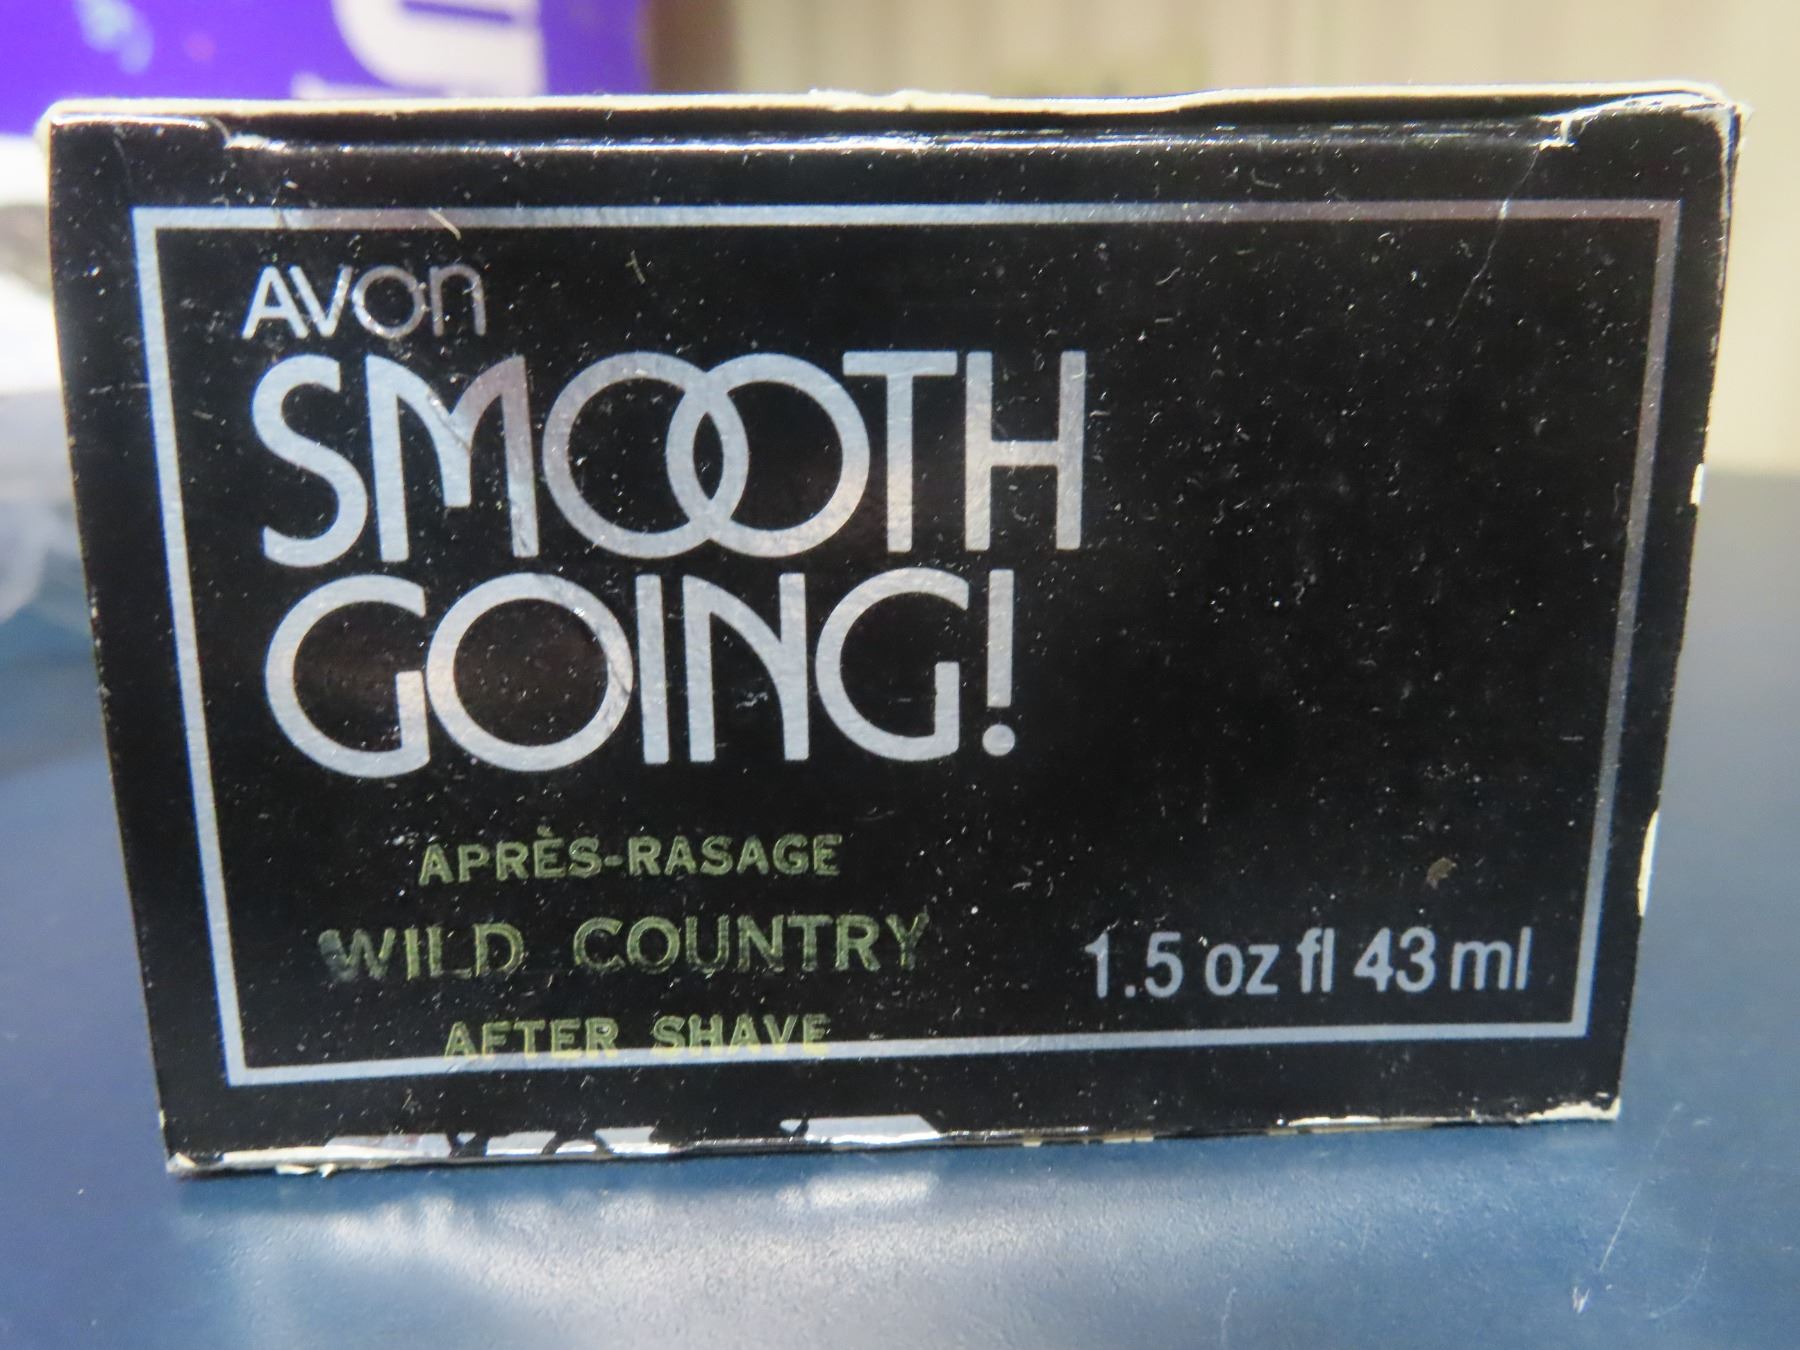 AVON
SMOOTH
GOING!
APRÈS-RASAGE
WILD COUNTRY
AFTER SHAVE
1.5 oz fl 43 ml